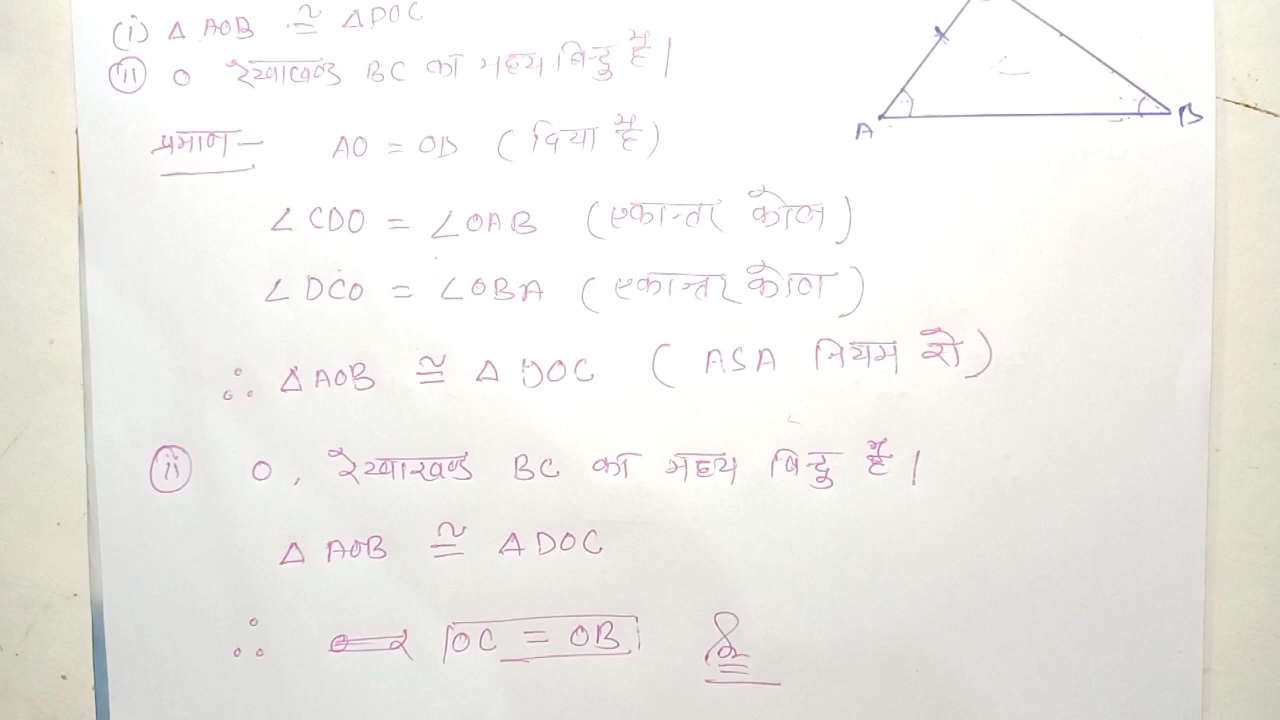 (i) △ AOB ≅ △DOC
(ii) O रेखाखण्ड BC का मध्य बिन्दु है।
A
B
प्रमाण— AO = OD (दिया है)
∠CDO = ∠OAB (एकान्तर कोण)
∠DCO = ∠OBA (एकान्तर कोण)
∴ △AOB ≅ △DOC (ASA नियम से)
(ii) O, रेखाखण्ड BC का मध्य बिन्दु है।
△AOB ≅ △DOC
∴ OC = OB